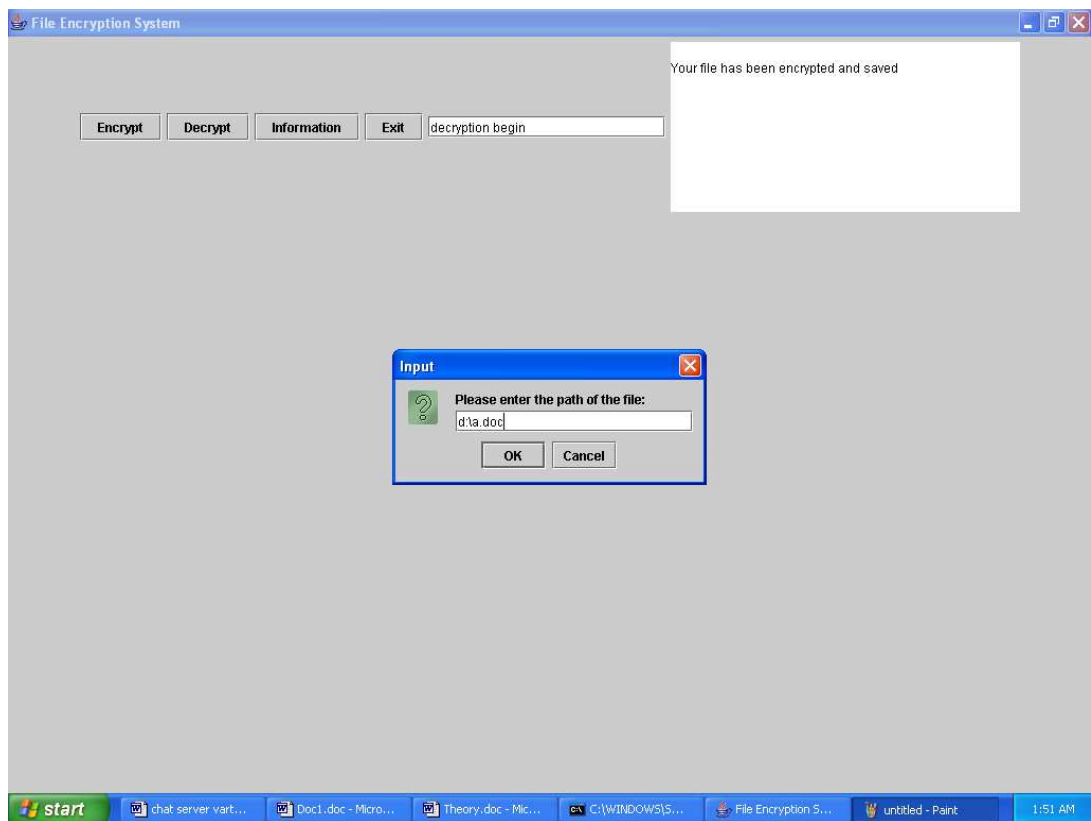 File Encryption System
Your file has been encrypted and saved
Encrypt Decrypt Information Exit decryption begin
Input
Please enter the path of the file:
d:\a.doc
OK Cancel
start chat server vart... Doc1.doc - Micro... Theory.doc - Mic... C:\WINDOWS\S... File Encryption S... untitled - Paint 1:51 AM